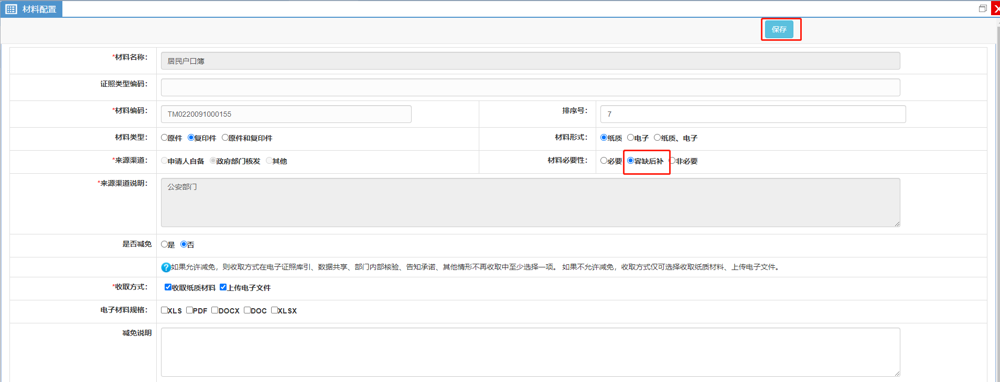 材料配置
保存
*材料名称：
居民户口簿
证照类型编码：
*材料编码：
TM0220091000155
排序号：
7
材料类型：
原件 复印件 原件和复印件
材料形式：
纸质 电子 纸质、电子
*来源渠道：
申请人自备 政府部门核发 其他
材料必要性：
必要 容缺后补 非必要
*来源渠道说明：
公安部门
是否减免
是 否
如果允许减免，则收取方式在电子证照库引、数据共享、部门内部核验、告知承诺、其他情形不再收取中至少选择一项。 如果不允许减免，收取方式仅可选择收取纸质材料、上传电子文件。
*收取方式：
收取纸质材料 上传电子文件
电子材料规格：
XLS PDF DOCX DOC XLSX
减免说明